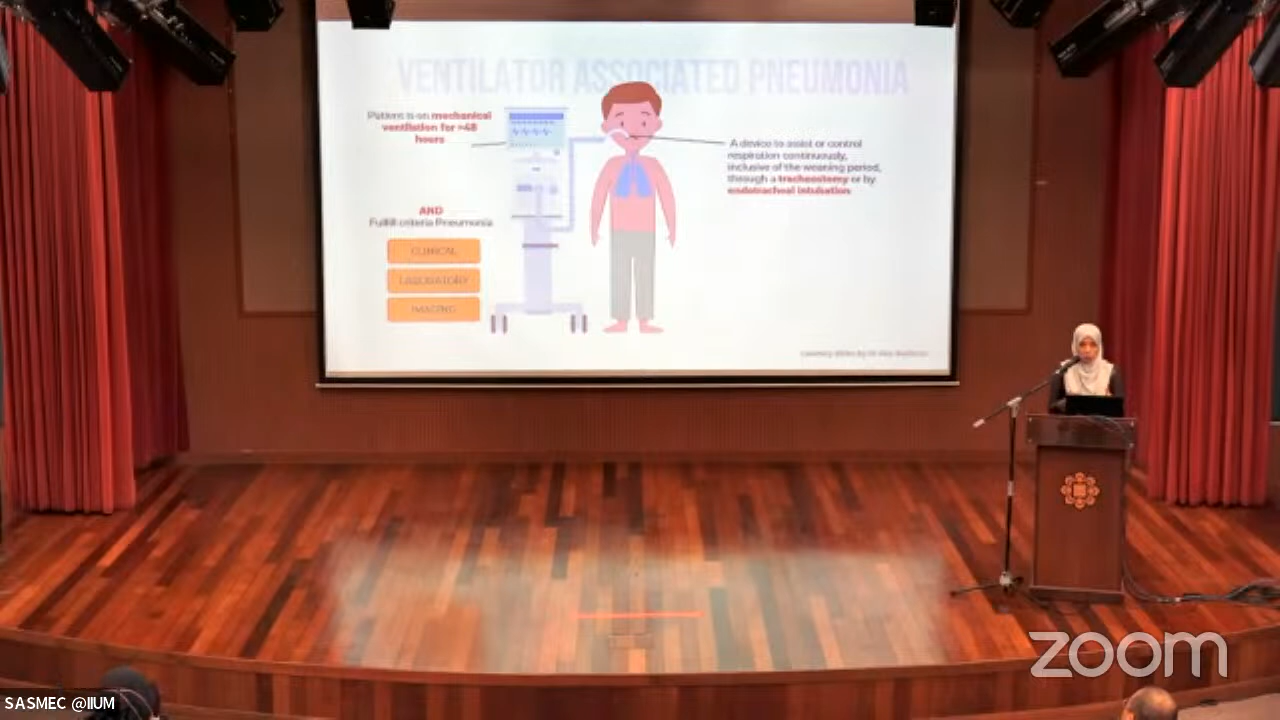 VENTILATOR ASSOCIATED PNEUMONIA
Patient is on mechanical
ventilation for >48
hours
A device to assist or control
respiration continuously,
inclusive of the weaning period,
through a tracheostomy or by
endotracheal intubation
AND
Fulfill criteria Pneumonia
CLINICAL
LABORATORY
IMAGING
zoom
SASMEC @IIUM